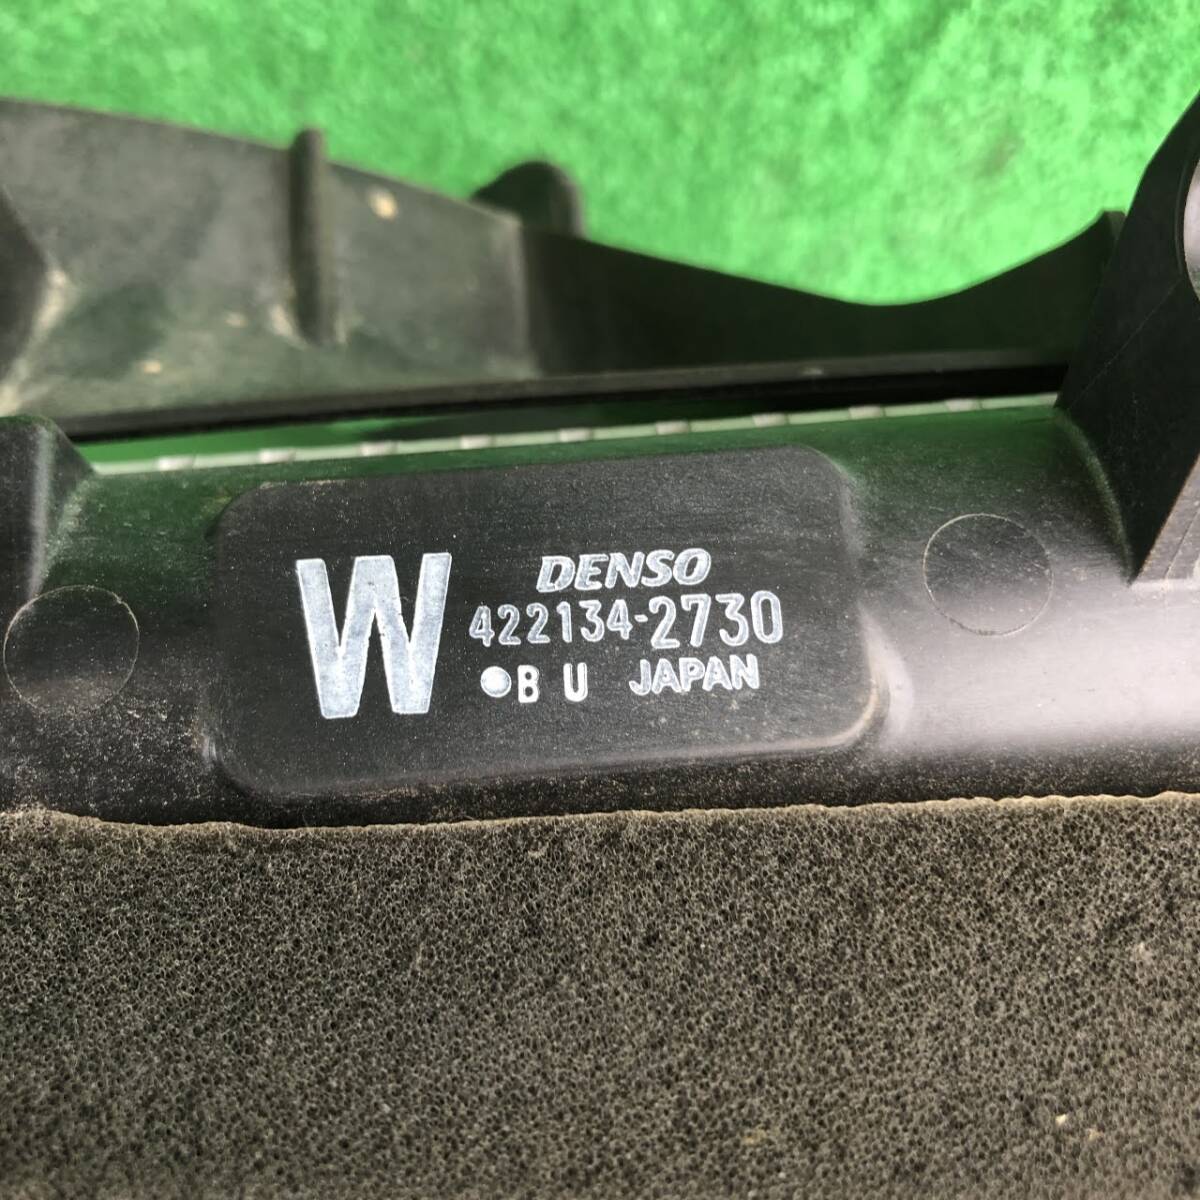 W
DENSO
422134-2730
●B U JAPAN